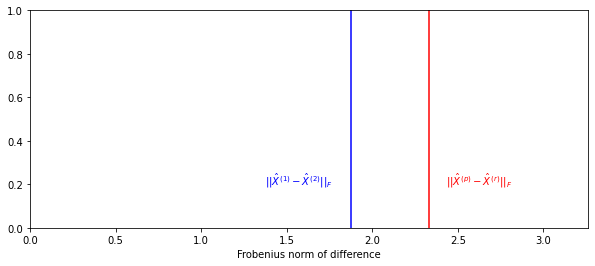 1.0
0.8
0.6
0.4
0.2
0.0
||X̂⁽¹⁾ − X̂⁽²⁾||_F
||X̂⁽ᵖ⁾ − X̂⁽ʳ⁾||_F
0.0 0.5 1.0 1.5 2.0 2.5 3.0
Frobenius norm of difference